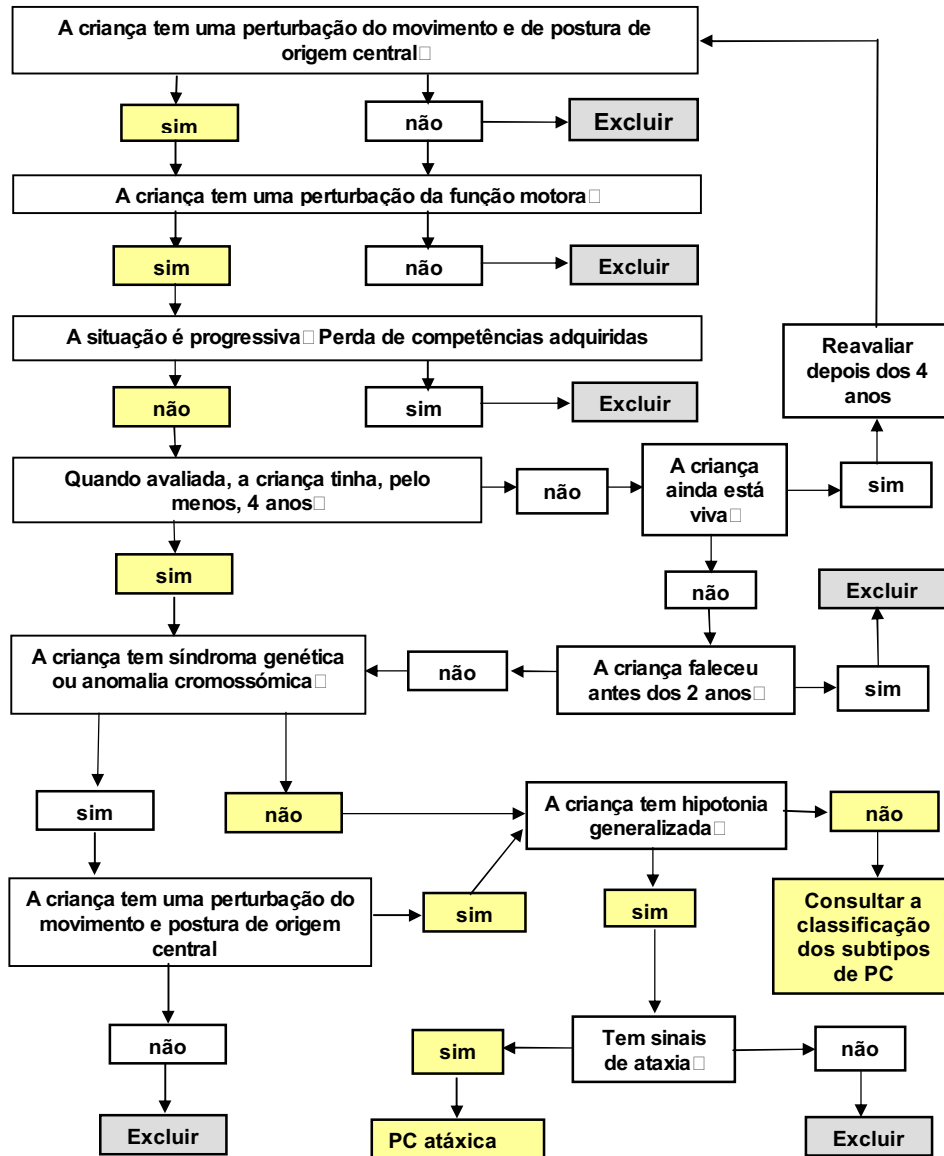 A criança tem uma perturbação do movimento e de postura de
origem central□
sim
não
Excluir
A criança tem uma perturbação da função motora□
sim
não
Excluir
A situação é progressiva□ Perda de competências adquiridas
não
sim
Excluir
Reavaliar
depois dos 4
anos
Quando avaliada, a criança tinha, pelo
menos, 4 anos□
não
A criança
ainda está
viva□
sim
sim
não
Excluir
A criança tem síndroma genética
ou anomalia cromossómica□
não
A criança faleceu
antes dos 2 anos□
sim
sim
não
A criança tem hipotonia
generalizada□
não
A criança tem uma perturbação do
movimento e postura de origem
central
sim
sim
Consultar a
classificação
dos subtipos
de PC
não
sim
Tem sinais
de ataxia□
não
Excluir
PC atáxica
Excluir